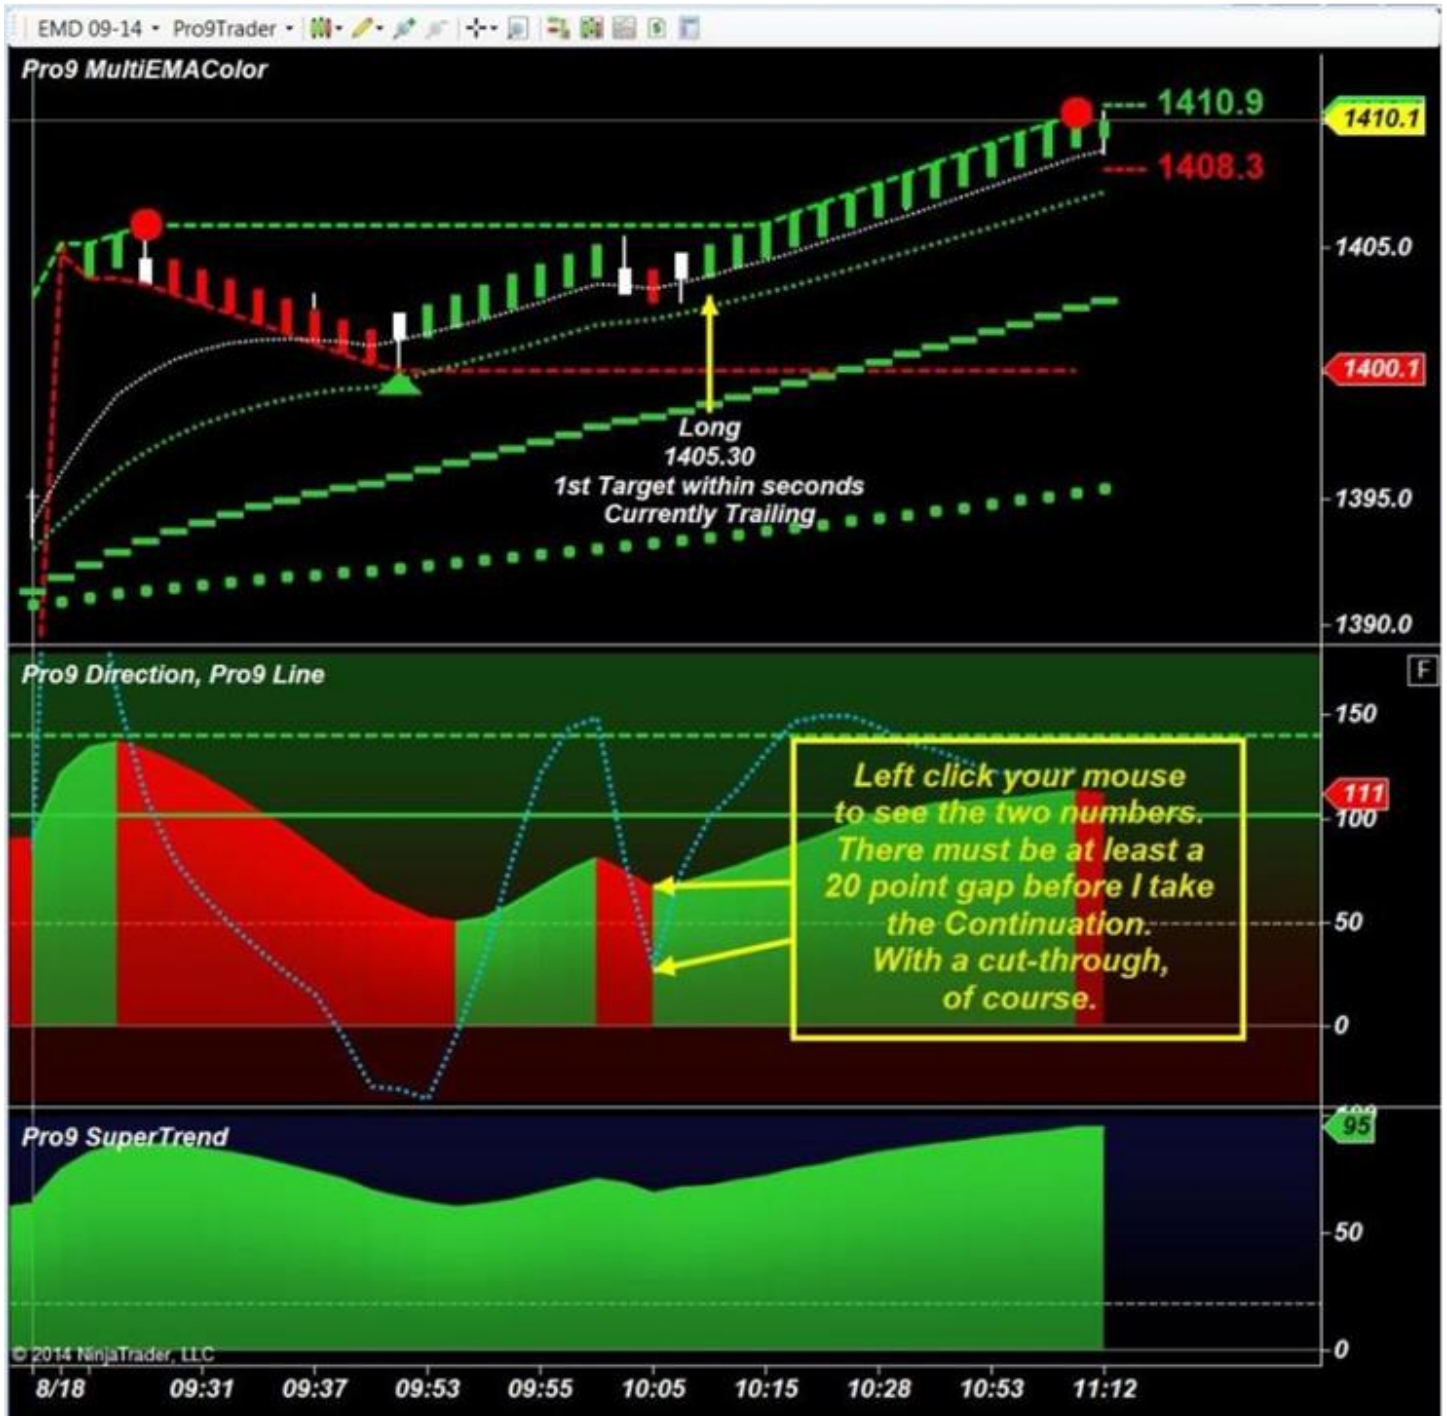 EMD 09-14 Pro9Trader
Pro9 MultiEMAColor
1410.9
1410.1
1408.3
1405.0
1400.1
Long
1405.30
1st Target within seconds
Currently Trailing
1395.0
1390.0
Pro9 Direction, Pro9 Line
F
150
111
100
50
0
Left click your mouse
to see the two numbers.
There must be at least a
20 point gap before I take
the Continuation.
With a cut-through,
of course.
Pro9 SuperTrend
95
50
0
© 2014 NinjaTrader, LLC
8/18 09:31 09:37 09:53 09:55 10:05 10:15 10:28 10:53 11:12